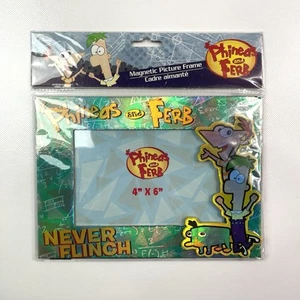 Phineas
and
FERB
Magnetic Picture Frame
Cadre aimanté
Phineas and FERB
Phineas
and
FERB
4" X 6"
NEVER
FLINCH